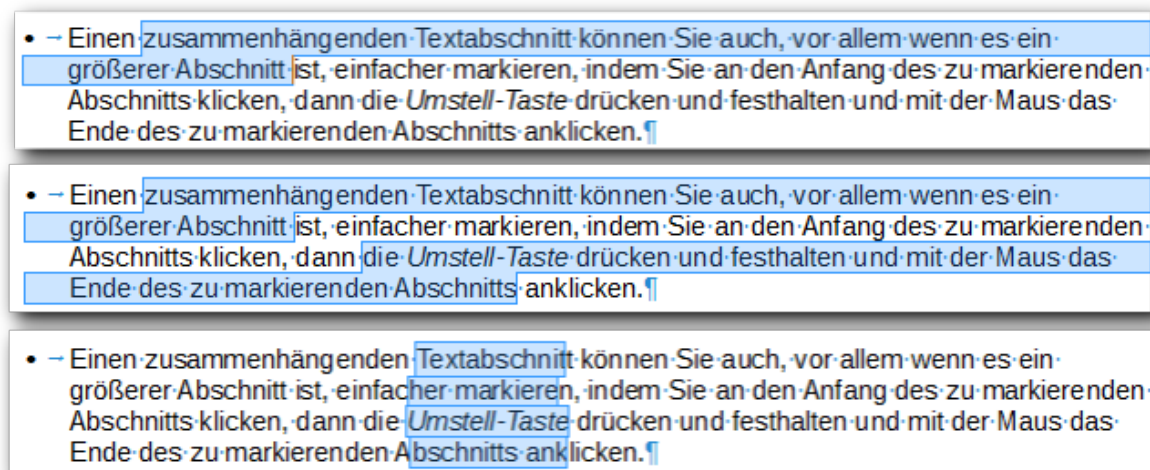 • → Einen zusammenhängenden Textabschnitt können Sie auch, vor allem wenn es ein
größerer Abschnitt ist, einfacher markieren, indem Sie an den Anfang des zu markierenden
Abschnitts klicken, dann die Umstell-Taste drücken und festhalten und mit der Maus das
Ende des zu markierenden Abschnitts anklicken.¶
• → Einen zusammenhängenden Textabschnitt können Sie auch, vor allem wenn es ein
größerer Abschnitt ist, einfacher markieren, indem Sie an den Anfang des zu markierenden
Abschnitts klicken, dann die Umstell-Taste drücken und festhalten und mit der Maus das
Ende des zu markierenden Abschnitts anklicken.¶
• → Einen zusammenhängenden Textabschnitt können Sie auch, vor allem wenn es ein
größerer Abschnitt ist, einfacher markieren, indem Sie an den Anfang des zu markierenden
Abschnitts klicken, dann die Umstell-Taste drücken und festhalten und mit der Maus das
Ende des zu markierenden Abschnitts anklicken.¶